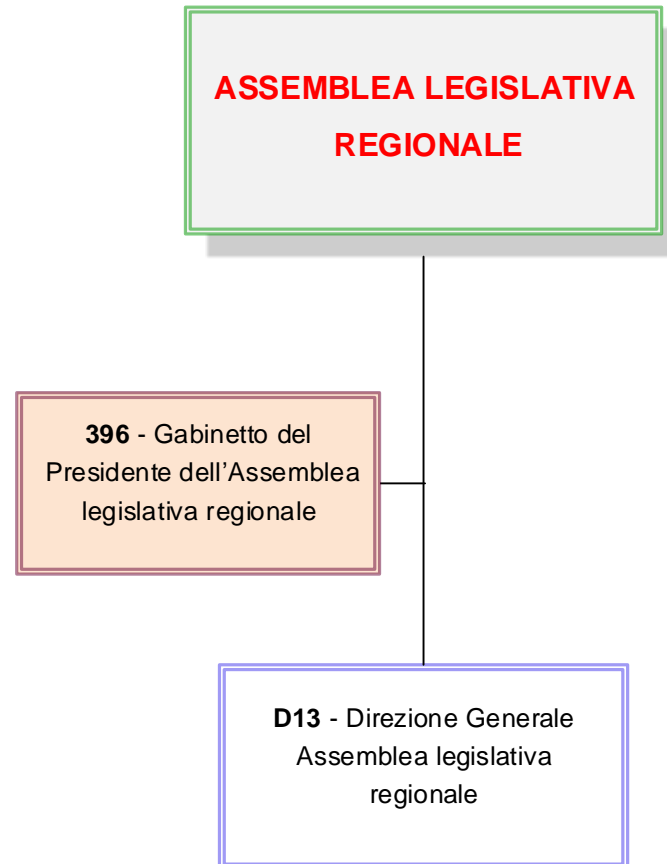 ASSEMBLEA LEGISLATIVA
REGIONALE
396 - Gabinetto del
Presidente dell’Assemblea
legislativa regionale
D13 - Direzione Generale
Assemblea legislativa
regionale